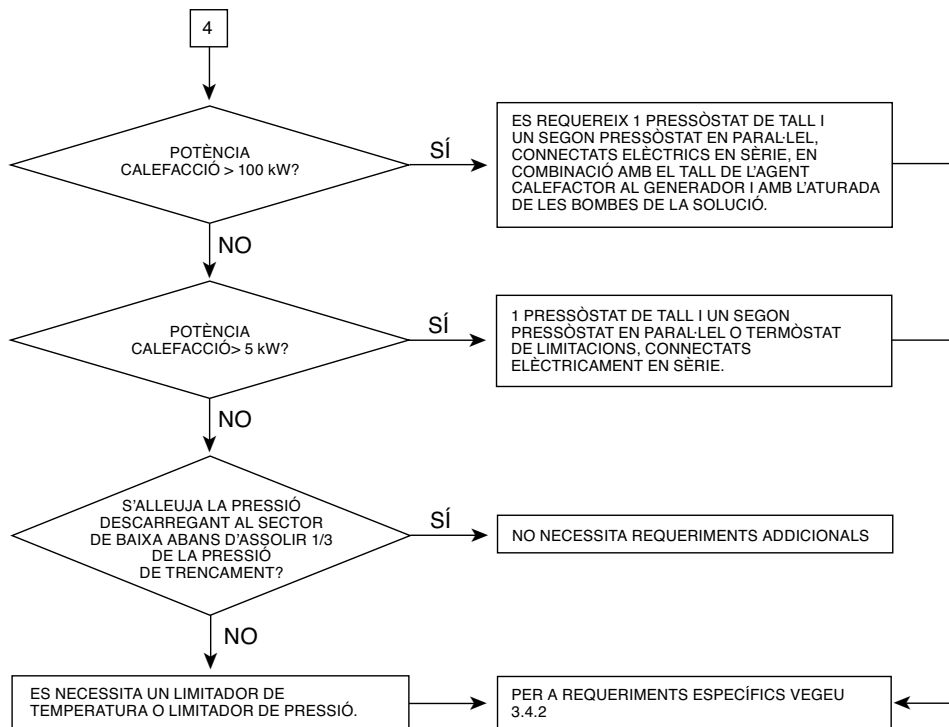 4
POTÈNCIA
CALEFACCIÓ > 100 kW?
SÍ
ES REQUEREIX 1 PRESSÒSTAT DE TALL I
UN SEGON PRESSÒSTAT EN PARAL·LEL,
CONNECTATS ELÈCTRICS EN SÈRIE, EN
COMBINACIÓ AMB EL TALL DE L'AGENT
CALEFACTOR AL GENERADOR I AMB L'ATURADA
DE LES BOMBES DE LA SOLUCIÓ.
NO
POTÈNCIA
CALEFACCIÓ> 5 kW?
SÍ
1 PRESSÒSTAT DE TALL I UN SEGON
PRESSÒSTAT EN PARAL·LEL O TERMÒSTAT
DE LIMITACIONS, CONNECTATS
ELÈCTRICAMENT EN SÈRIE.
NO
S'ALLEUJA LA PRESSIÓ
DESCARREGANT AL SECTOR
DE BAIXA ABANS D'ASSOLIR 1/3
DE LA PRESSIÓ
DE TRENCAMENT?
SÍ
NO NECESSITA REQUERIMENTS ADDICIONALS
NO
ES NECESSITA UN LIMITADOR DE
TEMPERATURA O LIMITADOR DE PRESSIÓ.
PER A REQUERIMENTS ESPECÍFICS VEGEU
3.4.2